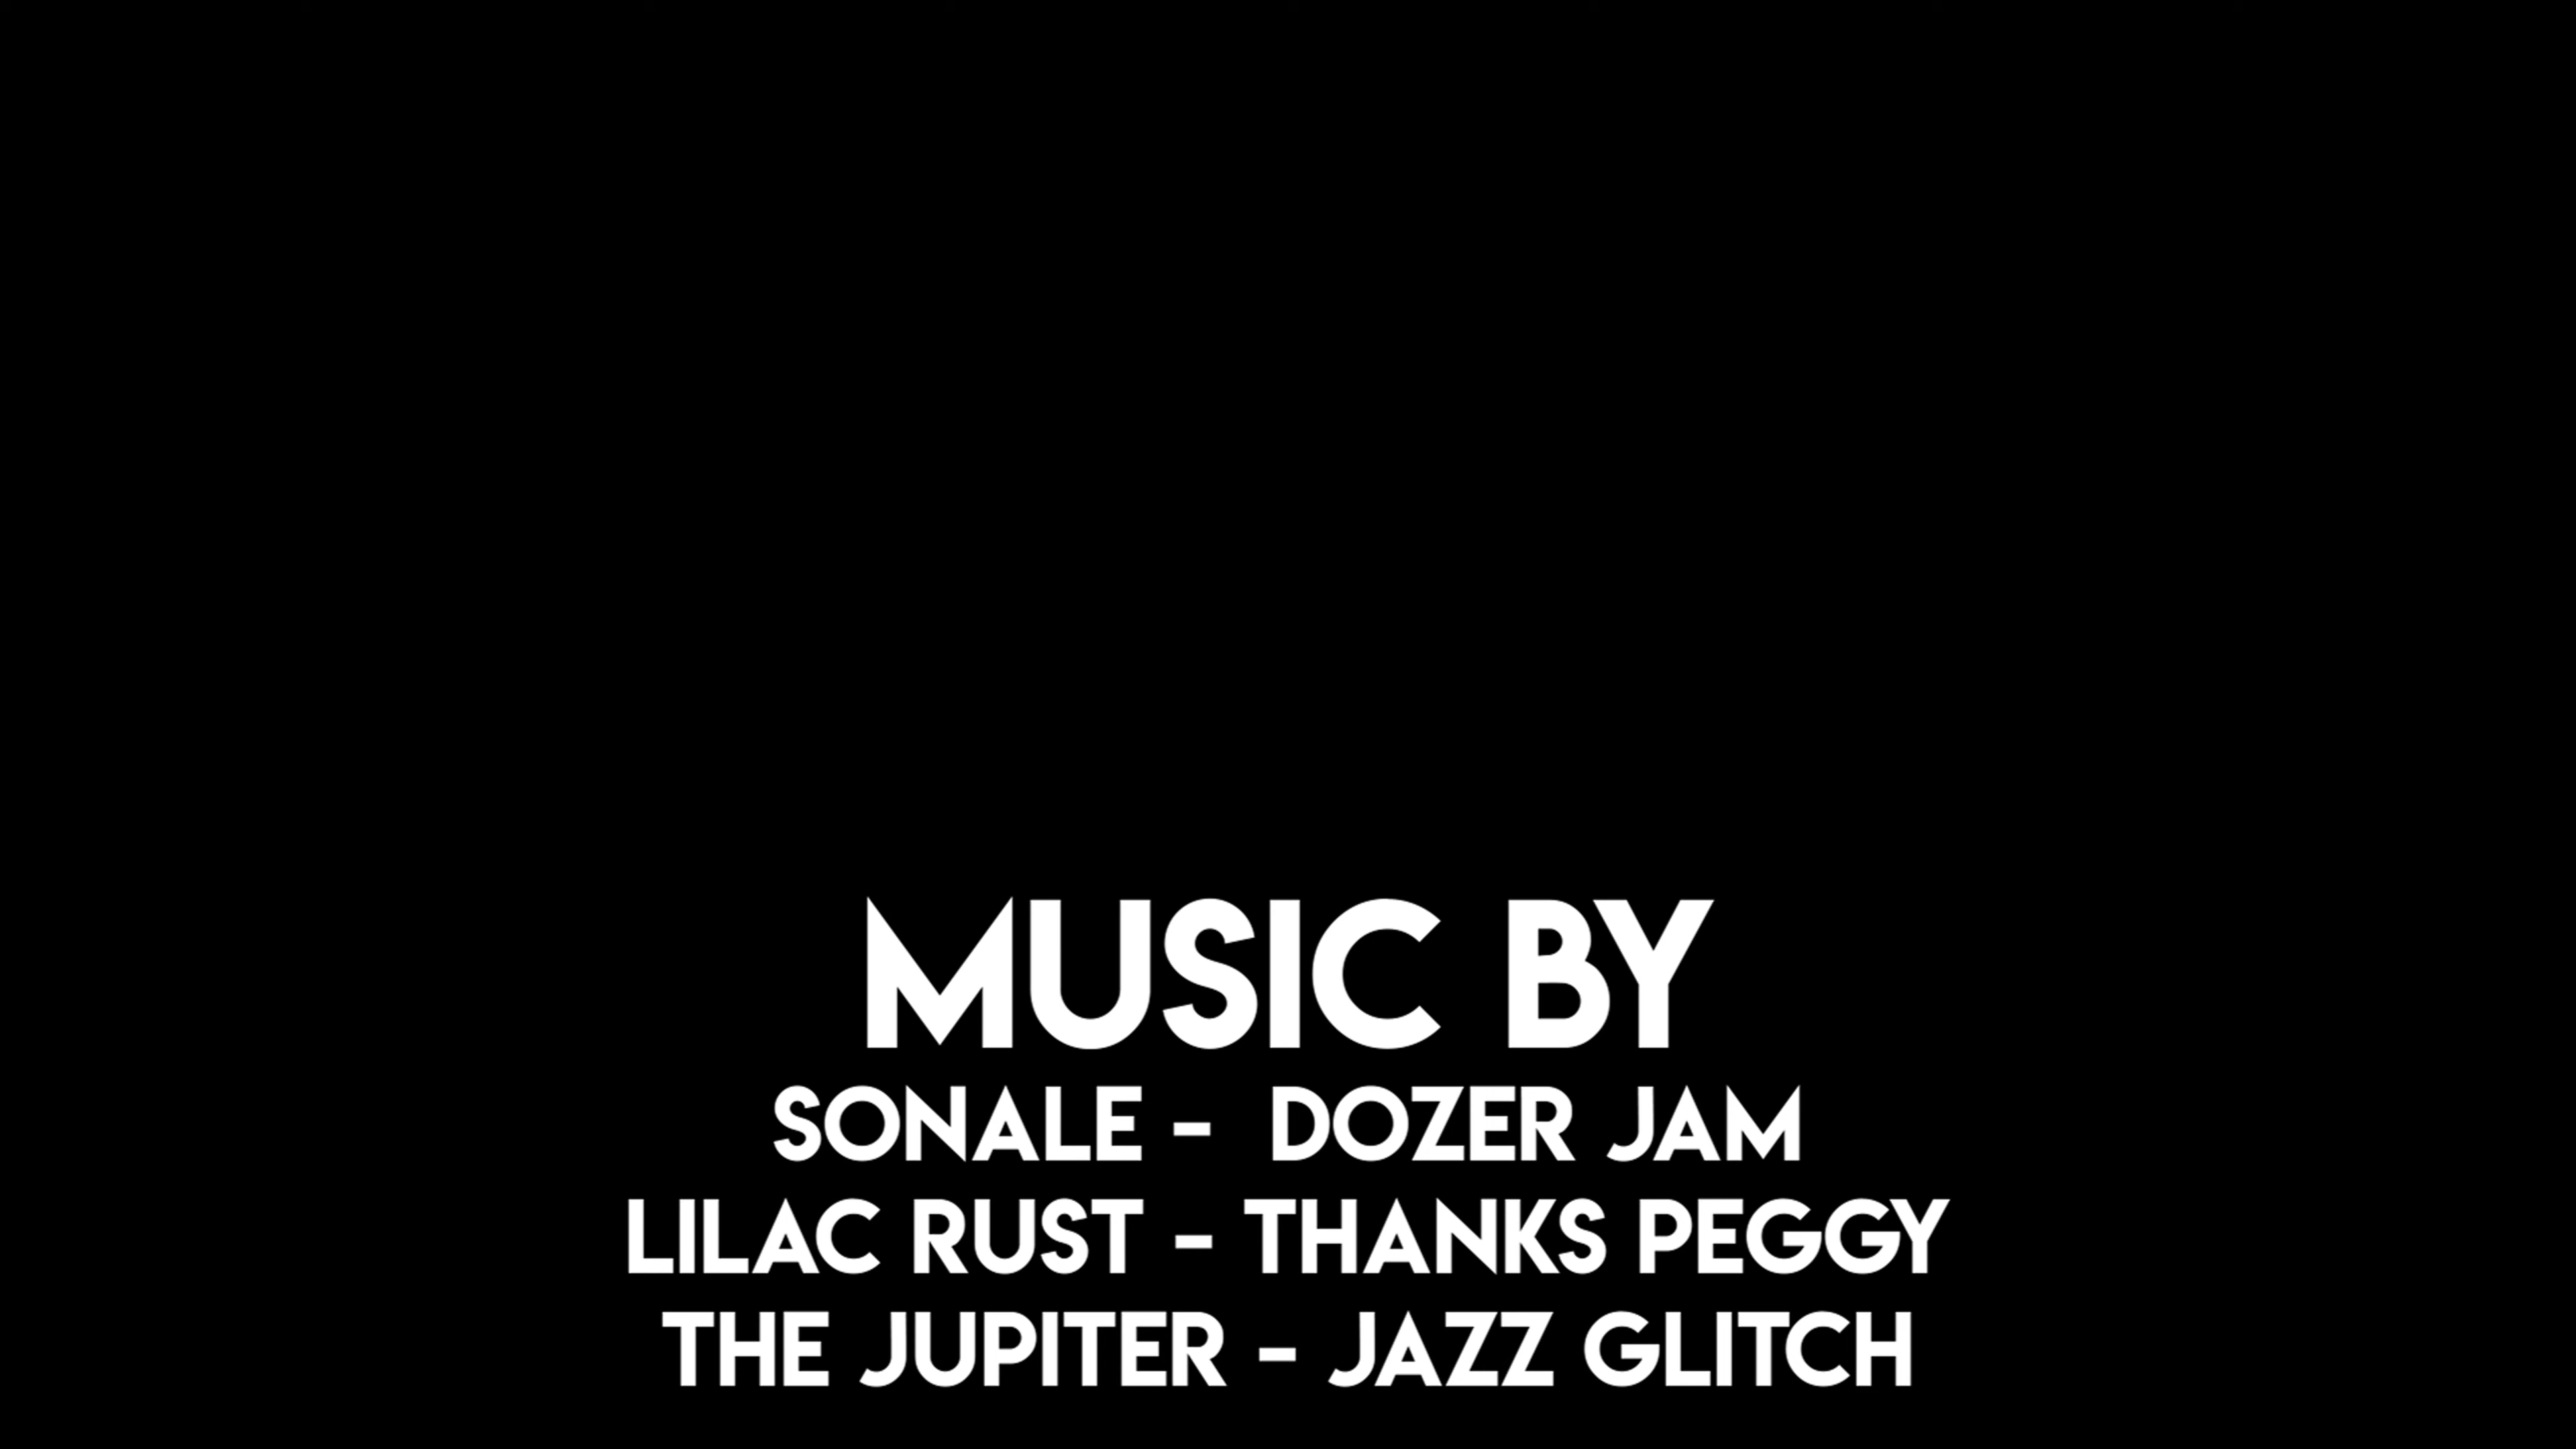 MUSIC BY
SONALE - DOZER JAM
LILAC RUST - THANKS PEGGY
THE JUPITER - JAZZ GLITCH